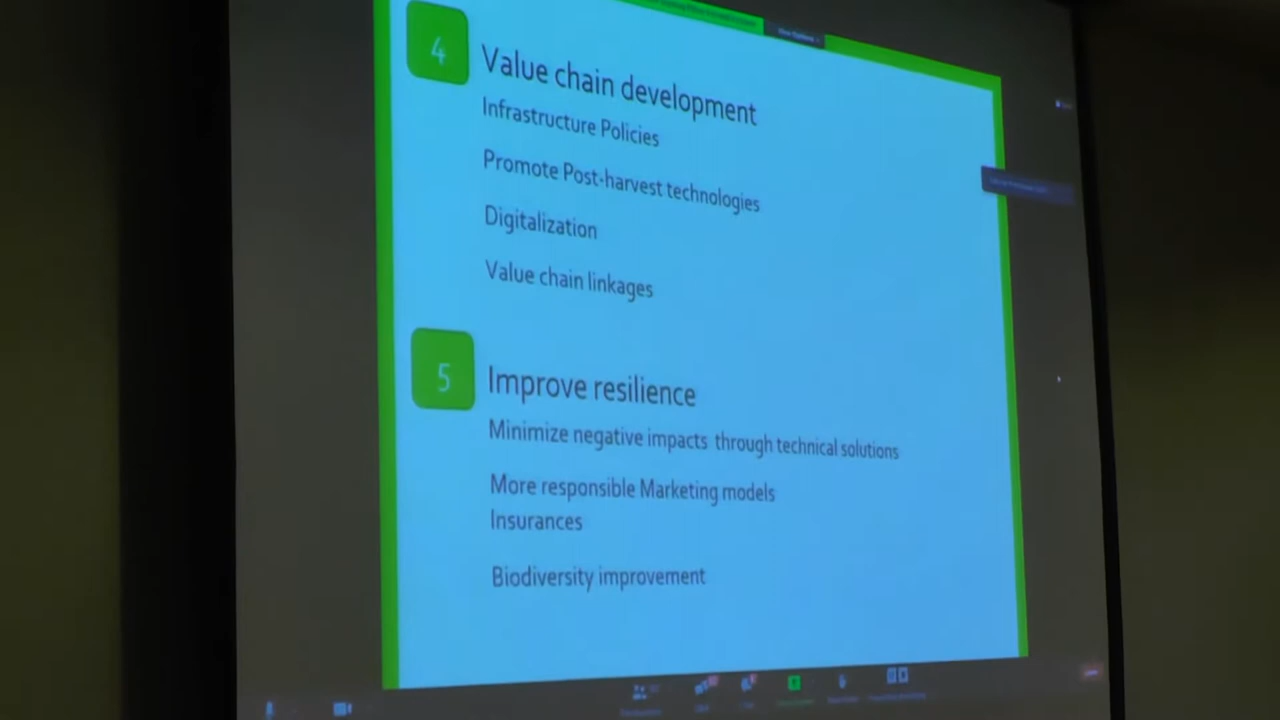 4
Value chain development
Infrastructure Policies
Promote Post-harvest technologies
Digitalization
Value chain linkages
5
Improve resilience
Minimize negative impacts through technical solutions
More responsible Marketing models
Insurances
Biodiversity improvement